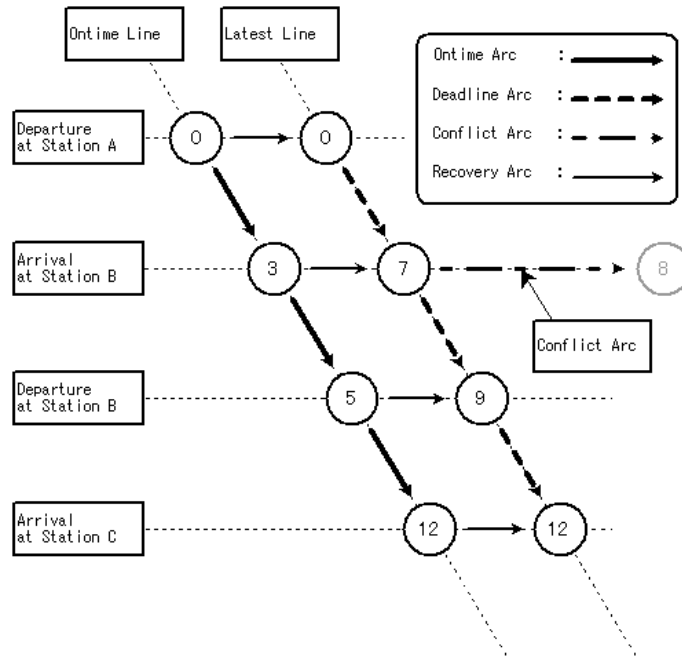 Ontime Line
Latest Line
Ontime Arc :
Deadline Arc :
Conflict Arc :
Recovery Arc :
Departure
at Station A
0
0
Arrival
at Station B
3
7
8
Conflict Arc
Departure
at Station B
5
9
Arrival
at Station C
12
12